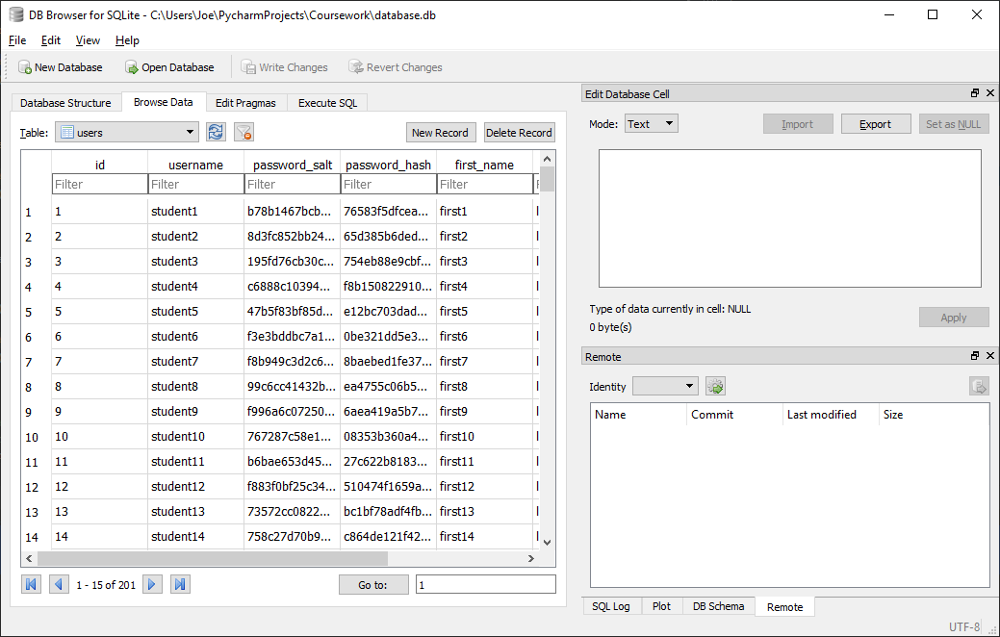 DB Browser for SQLite - C:\Users\Joe\PycharmProjects\Coursework\database.db
File Edit View Help
New Database Open Database Write Changes Revert Changes
Database Structure Browse Data Edit Pragmas Execute SQL
Table: users New Record Delete Record
id username password_salt password_hash first_name
Filter Filter Filter Filter Filter
1 1 student1 b78b1467bcb... 76583f5dfcea... first1
2 2 student2 8d3fc852bb24... 65d385b6ded... first2
3 3 student3 195fd76cb30c... 754eb88e9cbf... first3
4 4 student4 c6888c10394... f8b150822910... first4
5 5 student5 47b5f83bf85d... e12bc703dad... first5
6 6 student6 f3e3bddbc7a1... 0be321dd5e3... first6
7 7 student7 f8b949c3d2c6... 8baebed1fe37... first7
8 8 student8 99c6cc41432b... ea4755c06b5... first8
9 9 student9 f996a6c07250... 6aea419a5b7... first9
10 10 student10 767287c58e1... 08353b360a4... first10
11 11 student11 b6bae653d45... 27c622b8183... first11
12 12 student12 f883f0bf25c34... 510474f1659a... first12
13 13 student13 73572cc0822... bc1bf78adf4fb... first13
14 14 student14 758c27d70b9... c864de121f42... first14
1 - 15 of 201 Go to: 1
Edit Database Cell
Mode: Text Import Export Set as NULL
Type of data currently in cell: NULL
0 byte(s)
Apply
Remote
Identity
Name Commit Last modified Size
SQL Log Plot DB Schema Remote
UTF-8